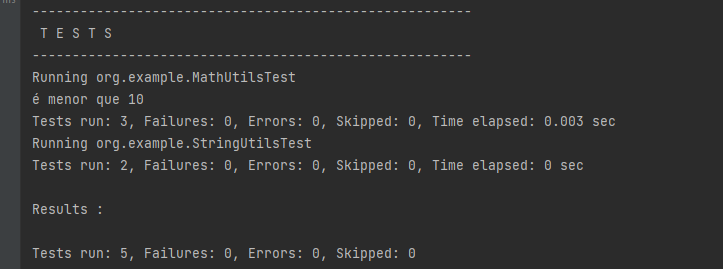 -------------------------------------------------------
T E S T S
-------------------------------------------------------
Running org.example.MathUtilsTest
é menor que 10
Tests run: 3, Failures: 0, Errors: 0, Skipped: 0, Time elapsed: 0.003 sec
Running org.example.StringUtilsTest
Tests run: 2, Failures: 0, Errors: 0, Skipped: 0, Time elapsed: 0 sec
Results :
Tests run: 5, Failures: 0, Errors: 0, Skipped: 0